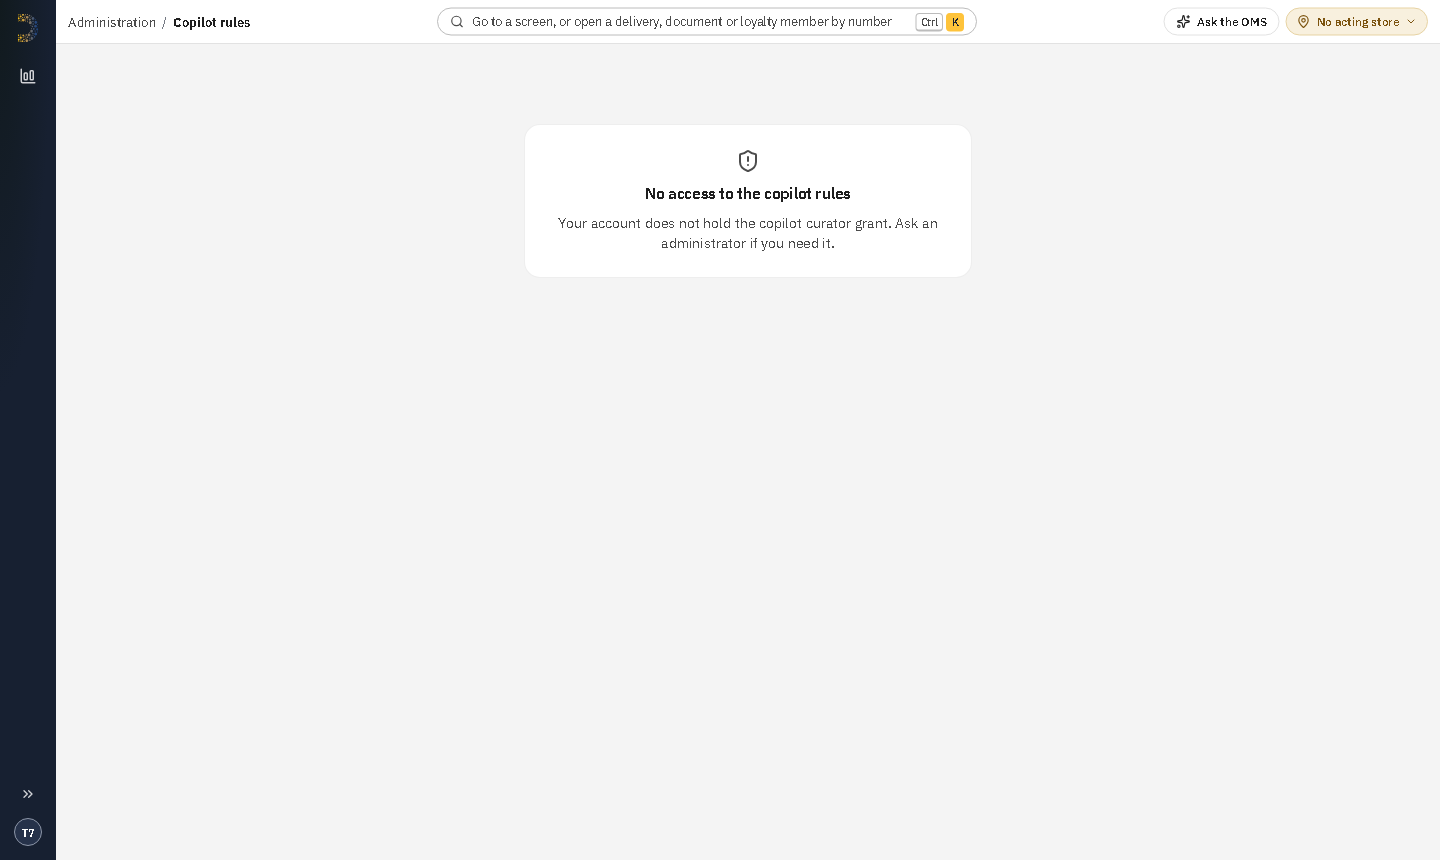 Administration / Copilot rules
Go to a screen, or open a delivery, document or loyalty member by number
Ctrl K
Ask the OMS
No acting store
No access to the copilot rules
Your account does not hold the copilot curator grant. Ask an
administrator if you need it.
T7